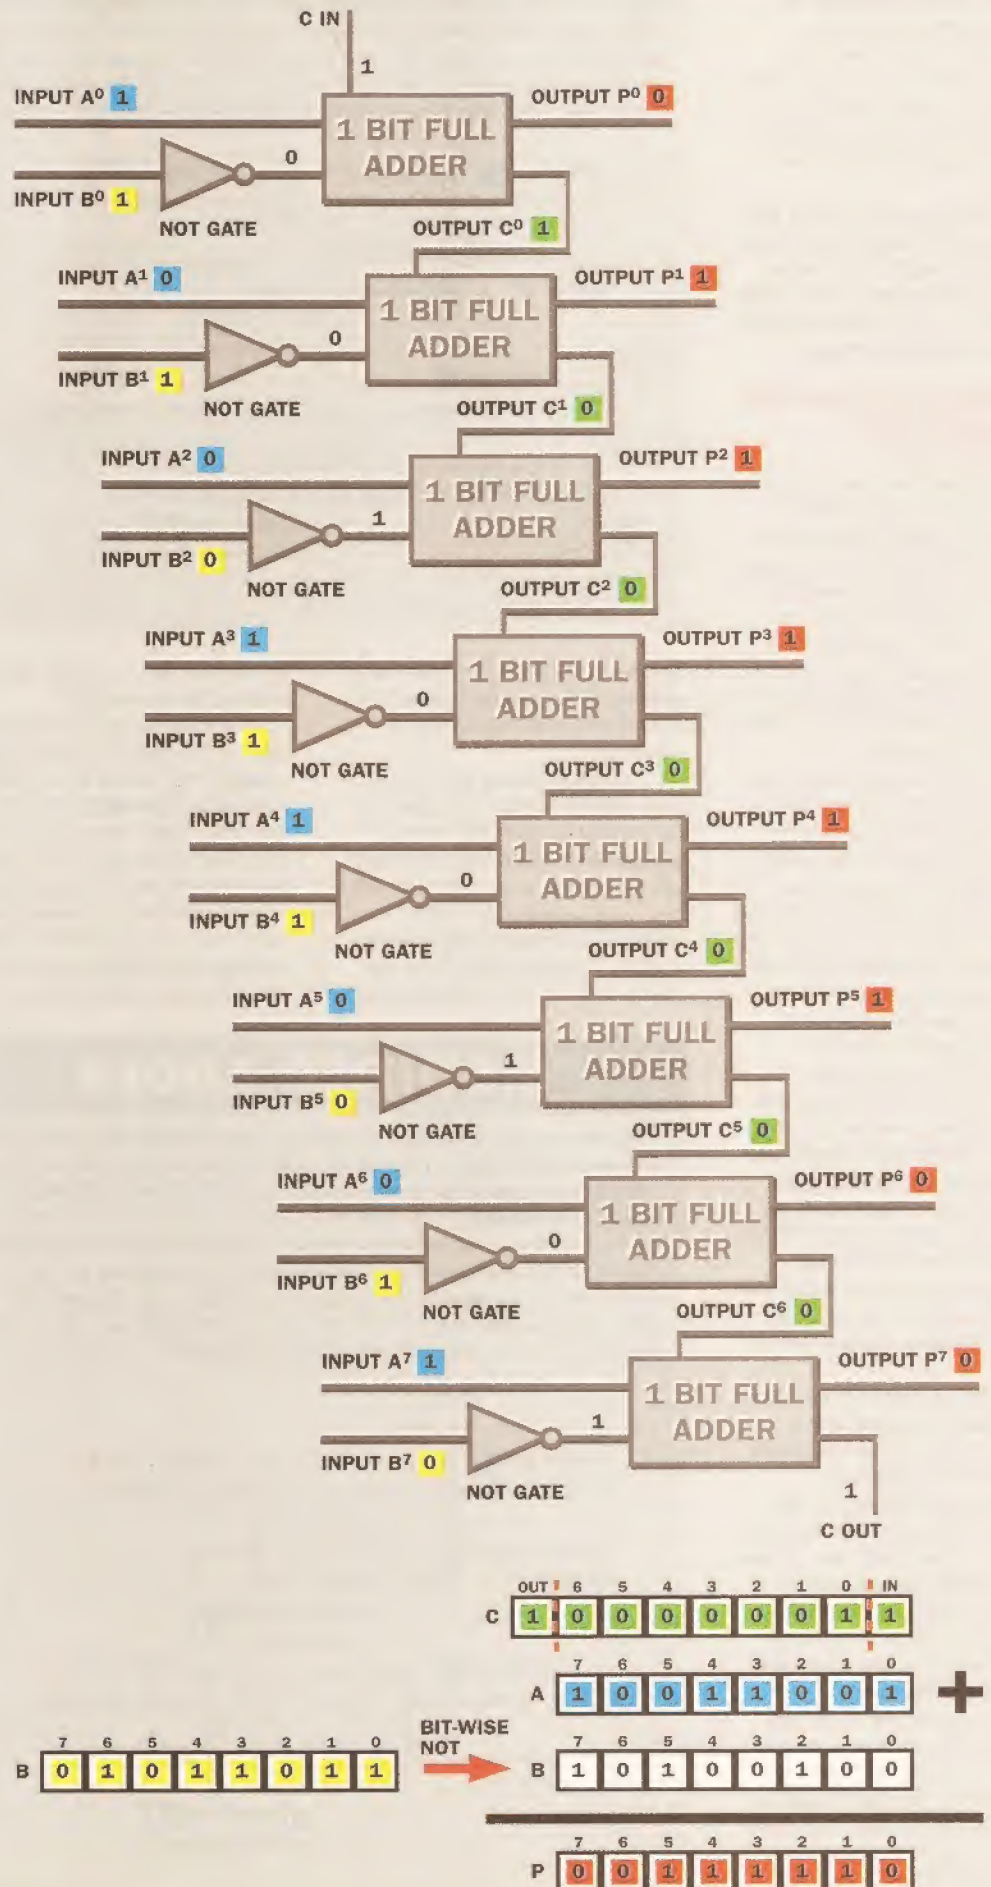 C IN
1
INPUT A⁰ 1
OUTPUT P⁰ 0
1 BIT FULL
ADDER
0
INPUT B⁰ 1
NOT GATE
OUTPUT C⁰ 1
INPUT A¹ 0
OUTPUT P¹ 1
1 BIT FULL
ADDER
0
INPUT B¹ 1
NOT GATE
OUTPUT C¹ 0
INPUT A² 0
OUTPUT P² 1
1 BIT FULL
ADDER
1
INPUT B² 0
NOT GATE
OUTPUT C² 0
INPUT A³ 1
OUTPUT P³ 1
1 BIT FULL
ADDER
0
INPUT B³ 1
NOT GATE
OUTPUT C³ 0
INPUT A⁴ 1
OUTPUT P⁴ 1
1 BIT FULL
ADDER
0
INPUT B⁴ 1
NOT GATE
OUTPUT C⁴ 0
INPUT A⁵ 0
OUTPUT P⁵ 1
1 BIT FULL
ADDER
1
INPUT B⁵ 0
NOT GATE
OUTPUT C⁵ 0
INPUT A⁶ 0
OUTPUT P⁶ 0
1 BIT FULL
ADDER
0
INPUT B⁶ 1
NOT GATE
OUTPUT C⁶ 0
INPUT A⁷ 1
OUTPUT P⁷ 0
1 BIT FULL
ADDER
1
INPUT B⁷ 0
NOT GATE
1
C OUT
OUT 6 5 4 3 2 1 0 IN
C 1 0 0 0 0 0 0 1 1
7 6 5 4 3 2 1 0
A 1 0 0 1 1 0 0 1 +
7 6 5 4 3 2 1 0
B 0 1 0 1 1 0 1 1
BIT-WISE
NOT
7 6 5 4 3 2 1 0
B 1 0 1 0 0 1 0 0
7 6 5 4 3 2 1 0
P 0 0 1 1 1 1 1 0